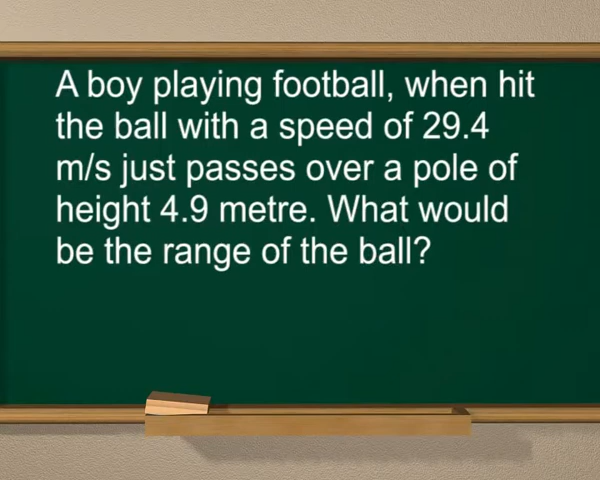 A boy playing football, when hit
the ball with a speed of 29.4
m/s just passes over a pole of
height 4.9 metre. What would
be the range of the ball?